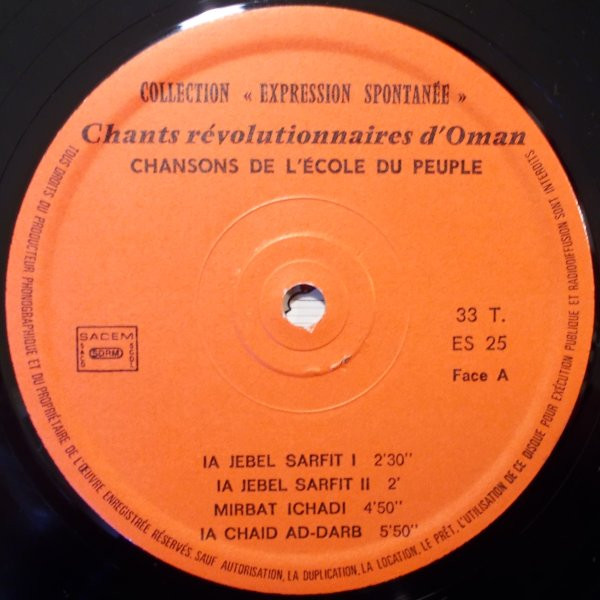 COLLECTION « EXPRESSION SPONTANÉE »
Chants révolutionnaires d'Oman
CHANSONS DE L'ÉCOLE DU PEUPLE
33 T.
ES 25
Face A
SACEM
SACD
SDRM
SGDL
IA JEBEL SARFIT I 2'30''
IA JEBEL SARFIT II 2'
MIRBAT ICHADI 4'50''
IA CHAID AD-DARB 5'50''
TOUS DROITS DU PRODUCTEUR PHONOGRAPHIQUE ET DU PROPRIÉTAIRE DE L'ŒUVRE ENREGISTRÉE RÉSERVÉS. SAUF AUTORISATION, LA DUPLICATION, LA LOCATION, LE PRÊT, L'UTILISATION DE CE DISQUE POUR EXÉCUTION PUBLIQUE ET RADIODIFFUSION SONT INTERDITS